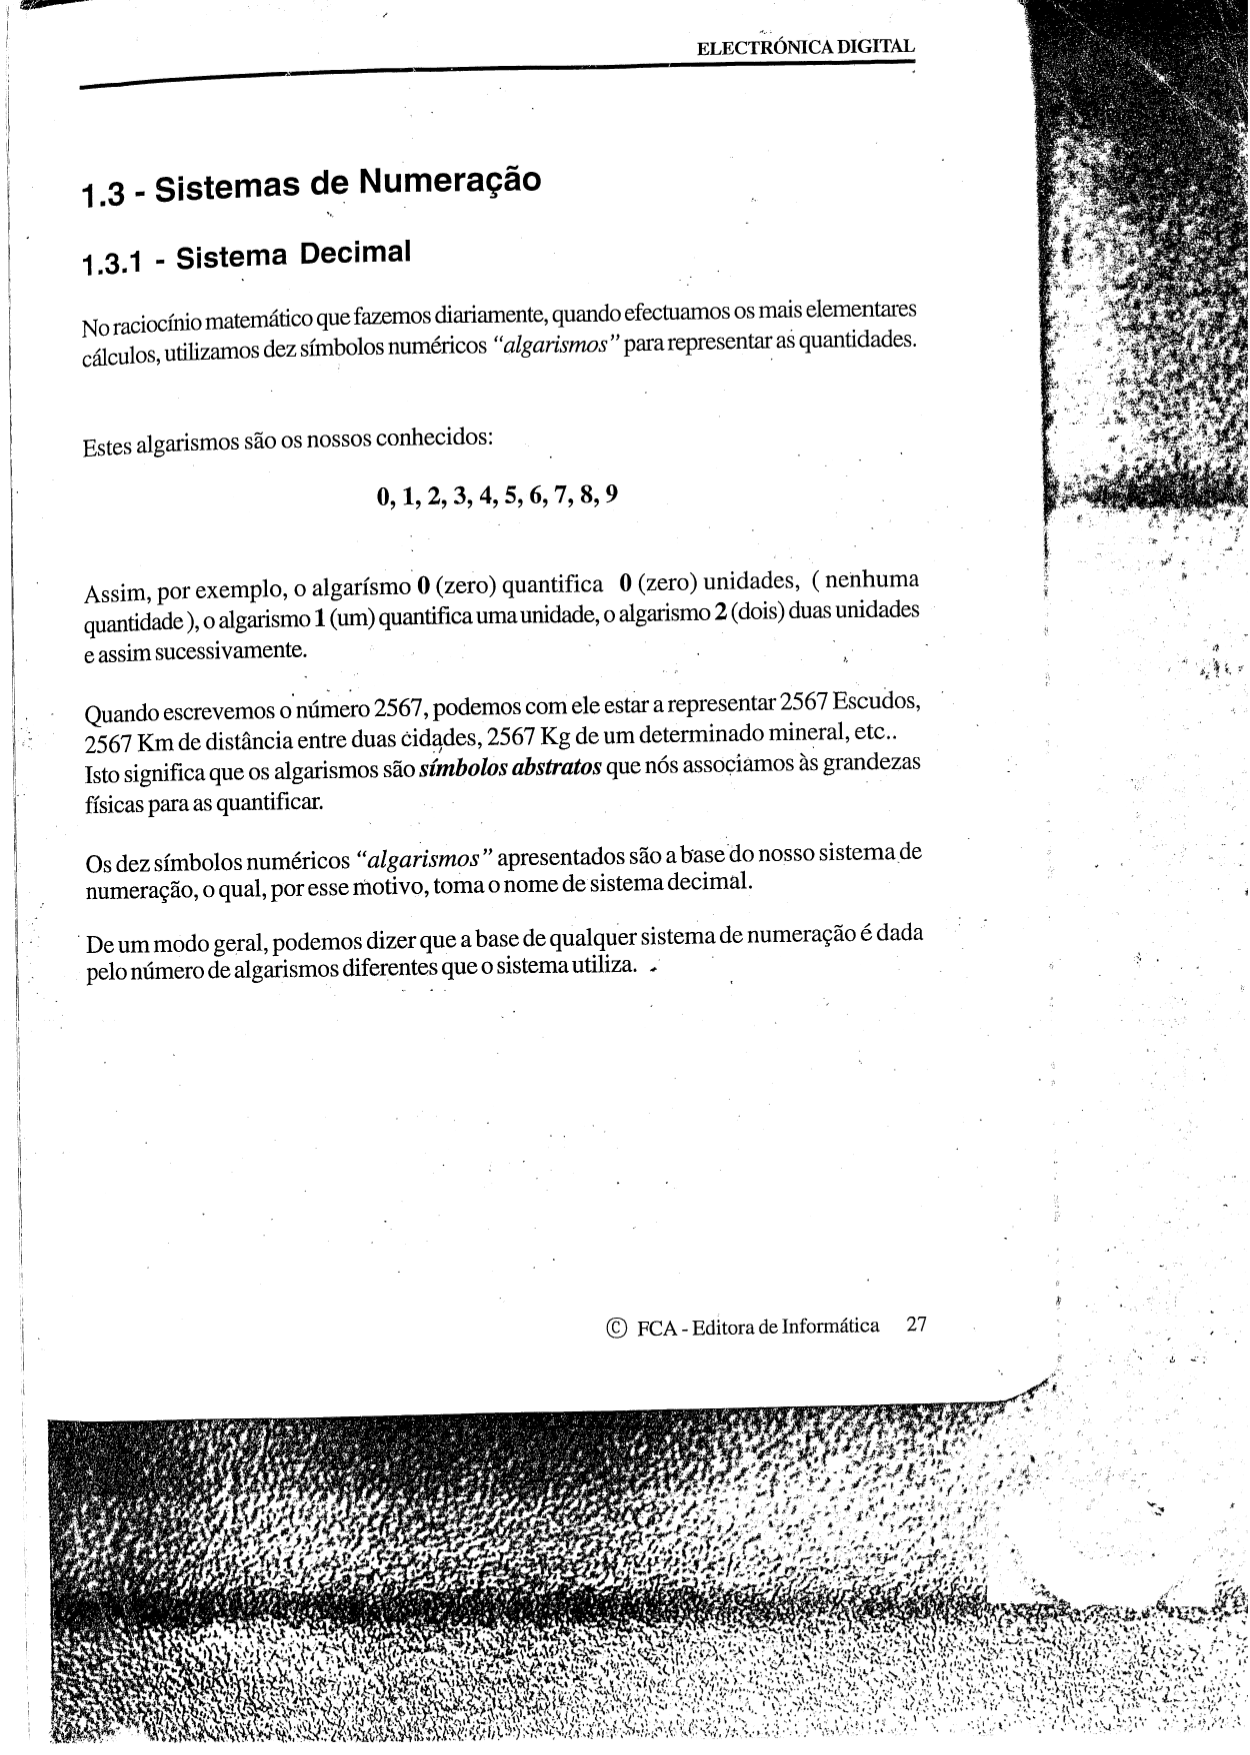 ELECTRÓNICA DIGITAL
1.3 - Sistemas de Numeração
1.3.1 - Sistema Decimal
No raciocínio matemático que fazemos diariamente, quando efectuamos os mais elementares
cálculos, utilizamos dez símbolos numéricos “algarismos” para representar as quantidades.
Estes algarismos são os nossos conhecidos:
0, 1, 2, 3, 4, 5, 6, 7, 8, 9
Assim, por exemplo, o algarísmo 0 (zero) quantifica 0 (zero) unidades, ( nenhuma
quantidade ), o algarismo 1 (um) quantifica uma unidade, o algarismo 2 (dois) duas unidades
e assim sucessivamente.
Quando escrevemos o número 2567, podemos com ele estar a representar 2567 Escudos,
2567 Km de distância entre duas cidades, 2567 Kg de um determinado mineral, etc..
Isto significa que os algarismos são símbolos abstratos que nós associamos às grandezas
físicas para as quantificar.
Os dez símbolos numéricos “algarismos” apresentados são a base do nosso sistema de
numeração, o qual, por esse motivo, toma o nome de sistema decimal.
De um modo geral, podemos dizer que a base de qualquer sistema de numeração é dada
pelo número de algarismos diferentes que o sistema utiliza.
© FCA - Editora de Informática 27